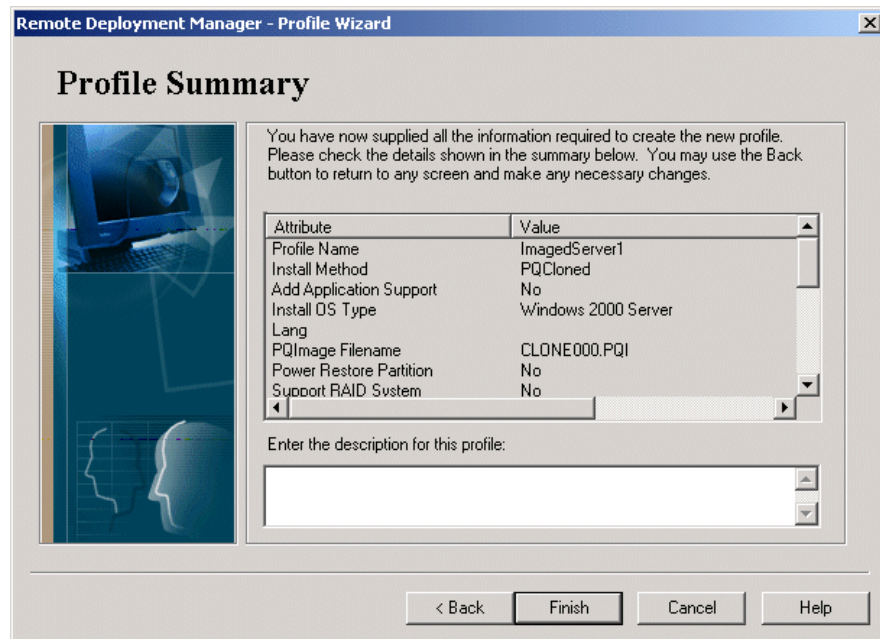 Remote Deployment Manager - Profile Wizard
Profile Summary
You have now supplied all the information required to create the new profile.
Please check the details shown in the summary below. You may use the Back
button to return to any screen and make any necessary changes.
Attribute Value
Profile Name ImagedServer1
Install Method PQCloned
Add Application Support No
Install OS Type Windows 2000 Server
Lang
PQImage Filename CLONE000.PQI
Power Restore Partition No
Support RAID System No
Enter the description for this profile:
< Back Finish Cancel Help